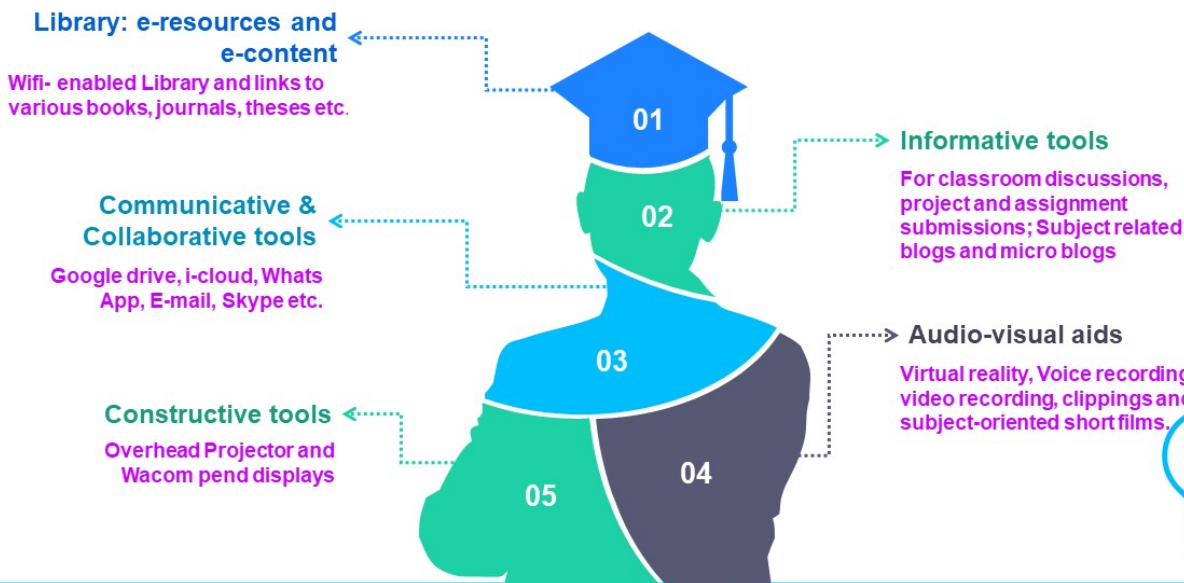 Library: e-resources and
e-content
Wifi- enabled Library and links to
various books, journals, theses etc.
01
Informative tools
For classroom discussions,
project and assignment
submissions; Subject related
blogs and micro blogs
02
Communicative &
Collaborative tools
Google drive, i-cloud, Whats
App, E-mail, Skype etc.
03
Audio-visual aids
Virtual reality, Voice recording
video recording, clippings and
subject-oriented short films.
04
Constructive tools
Overhead Projector and
Wacom pend displays
05